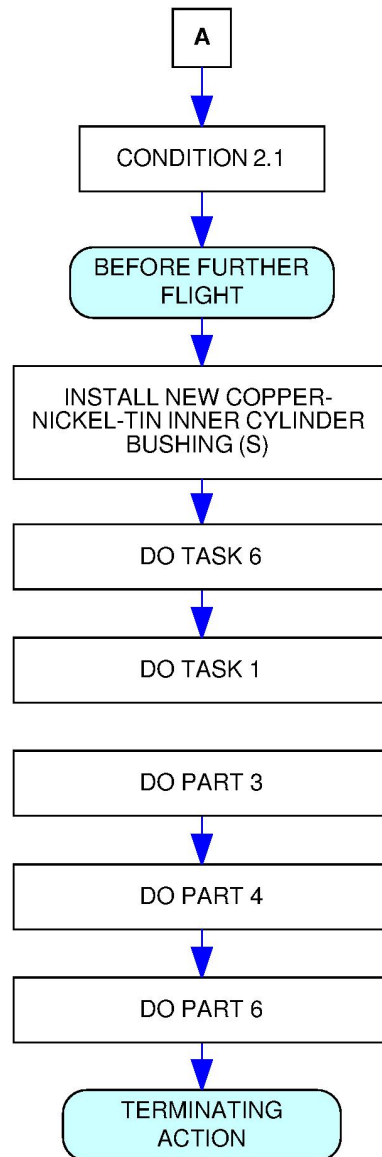 A
CONDITION 2.1
BEFORE FURTHER
FLIGHT
INSTALL NEW COPPER-
NICKEL-TIN INNER CYLINDER
BUSHING (S)
DO TASK 6
DO TASK 1
DO PART 3
DO PART 4
DO PART 6
TERMINATING
ACTION